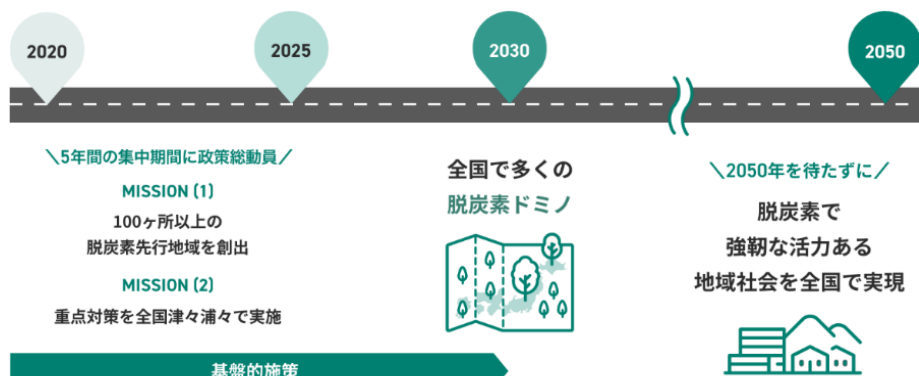 2020
2025
2030
2050
\5年間の集中期間に政策総動員/
MISSION (1)
100ヶ所以上の
脱炭素先行地域を創出
MISSION (2)
重点対策を全国津々浦々で実施
基盤的施策
全国で多くの
脱炭素ドミノ
\2050年を待たずに/
脱炭素で
強靭な活力ある
地域社会を全国で実現